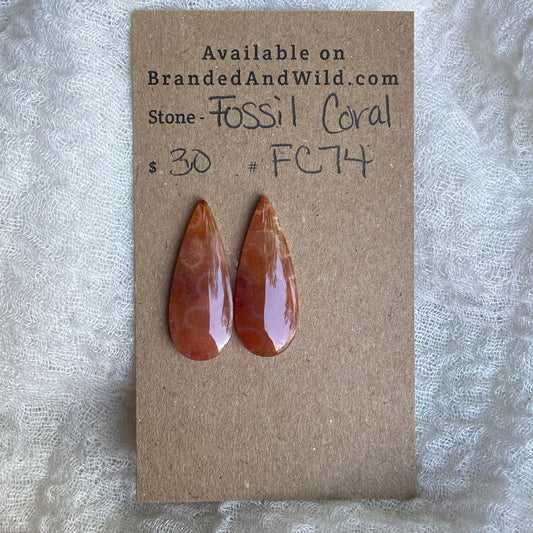 Available on
BrandedAndWild.com
Stone - Fossil Coral
$ 30 # FC74